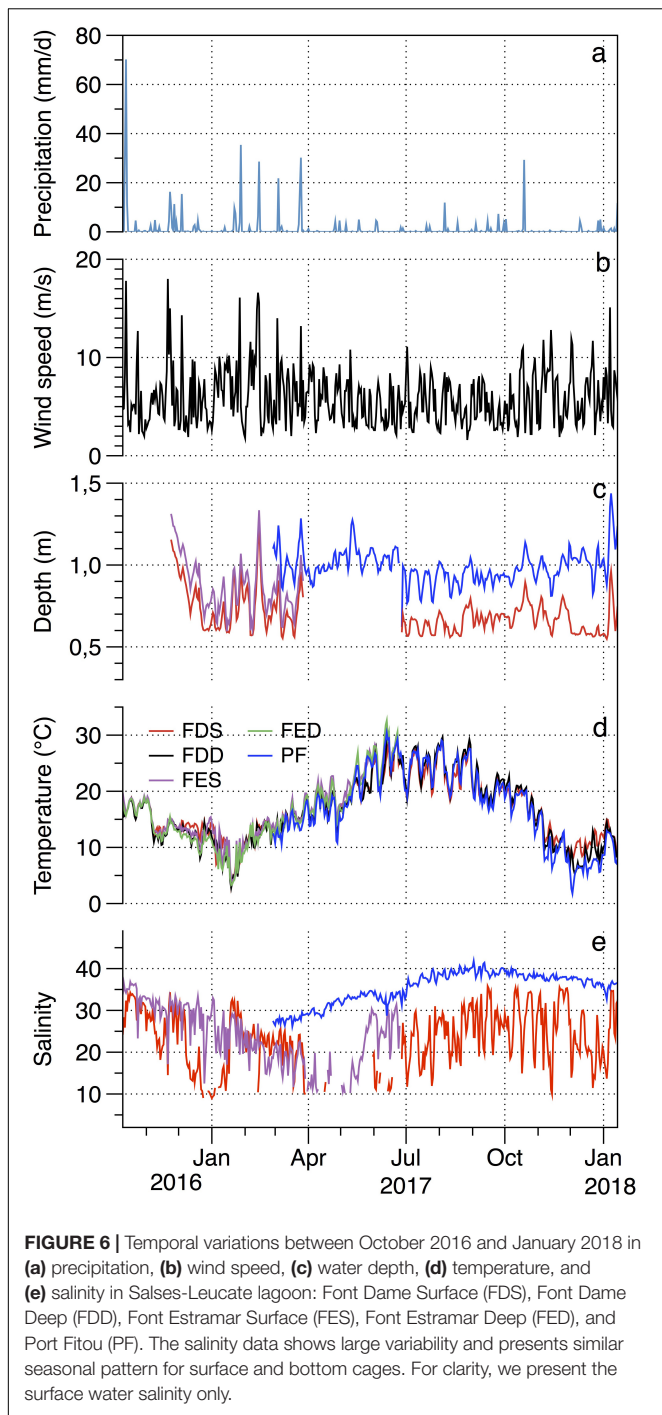 a
Precipitation (mm/d)
80
60
40
20
0
b
Wind speed (m/s)
20
10
0
c
Depth (m)
1,5
1,0
0,5
d
Temperature (°C)
30
20
10
0
FDS FED
FDD PF
FES
e
Salinity
40
30
20
10
Jan Apr Jul Oct Jan
2016 2017 2018
FIGURE 6 | Temporal variations between October 2016 and January 2018 in
(a) precipitation, (b) wind speed, (c) water depth, (d) temperature, and
(e) salinity in Salses-Leucate lagoon: Font Dame Surface (FDS), Font Dame
Deep (FDD), Font Estramar Surface (FES), Font Estramar Deep (FED), and
Port Fitou (PF). The salinity data shows large variability and presents similar
seasonal pattern for surface and bottom cages. For clarity, we present the
surface water salinity only.